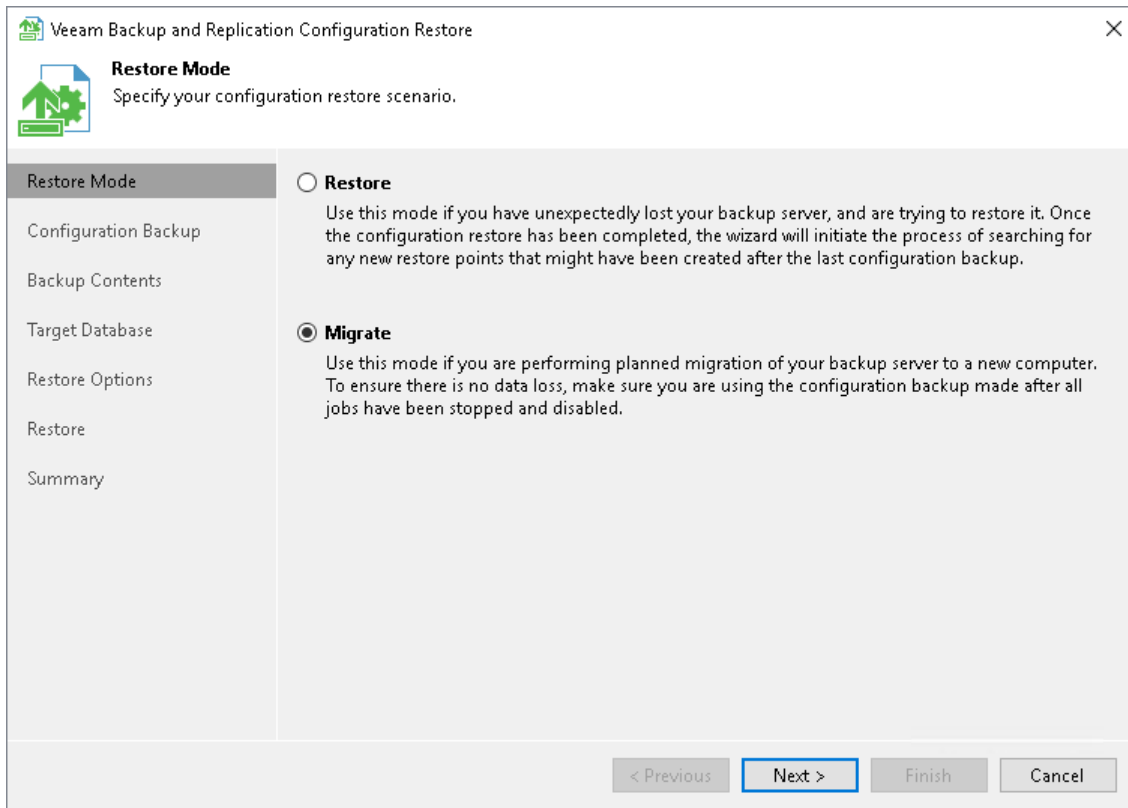 Veeam Backup and Replication Configuration Restore
Restore Mode
Specify your configuration restore scenario.
Restore Mode
Configuration Backup
Backup Contents
Target Database
Restore Options
Restore
Summary
Restore
Use this mode if you have unexpectedly lost your backup server, and are trying to restore it. Once
the configuration restore has been completed, the wizard will initiate the process of searching for
any new restore points that might have been created after the last configuration backup.
Migrate
Use this mode if you are performing planned migration of your backup server to a new computer.
To ensure there is no data loss, make sure you are using the configuration backup made after all
jobs have been stopped and disabled.
< Previous
Next >
Finish
Cancel